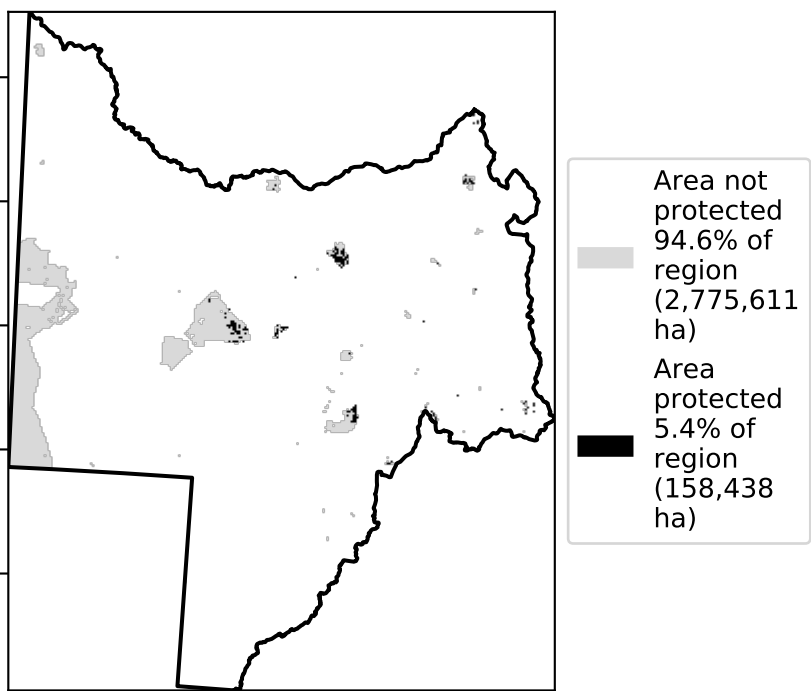 Area not
protected
94.6% of
region
(2,775,611
ha)
Area
protected
5.4% of
region
(158,438
ha)